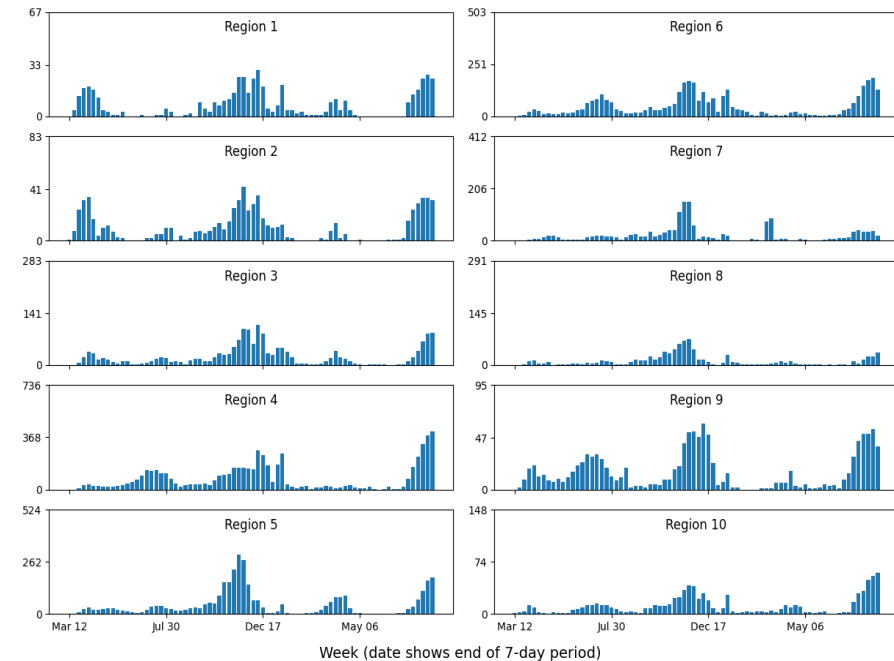 67
33
0
Region 1
503
251
0
Region 6
83
41
0
Region 2
412
206
0
Region 7
283
141
0
Region 3
291
145
0
Region 8
736
368
0
Region 4
95
47
0
Region 9
524
262
0
Region 5
148
74
0
Region 10
Mar 12 Jul 30 Dec 17 May 06
Mar 12 Jul 30 Dec 17 May 06
Week (date shows end of 7-day period)